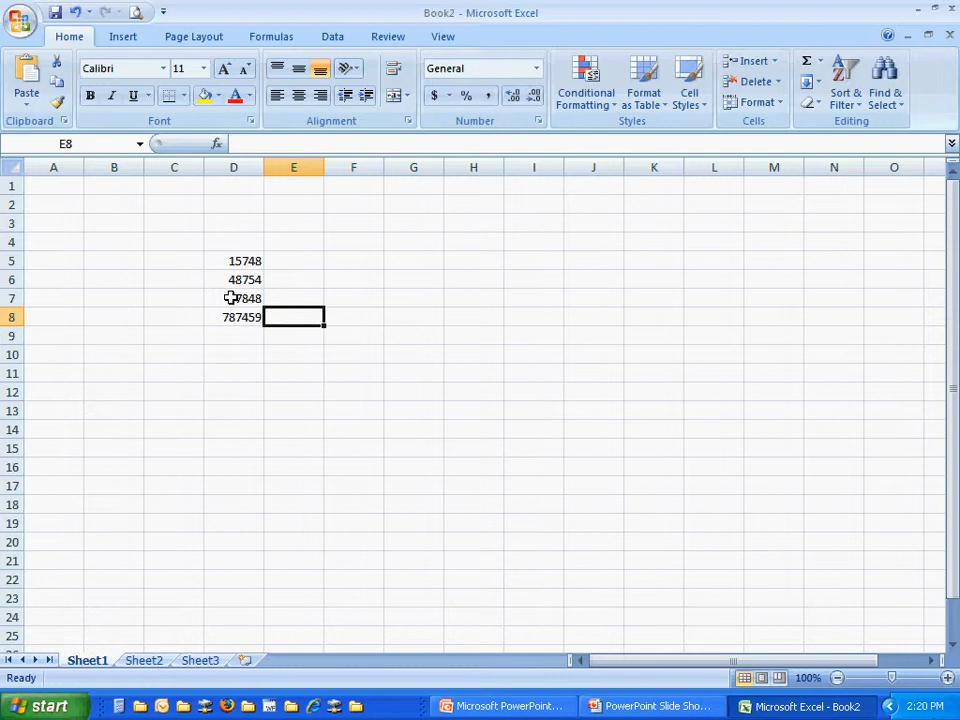 Book2 - Microsoft Excel
Home Insert Page Layout Formulas Data Review View
Calibri 11 General Insert Σ
Paste Conditional Formatting Format as Table Cell Styles Delete Sort & Filter Find & Select
B I U $ % , Format
Clipboard Font Alignment Number Styles Cells Editing
E8 fx
A B C D E F G H I J K L M N O
1
2
3
4
5 15748
6 48754
7 7848
8 787459
9
10
11
12
13
14
15
16
17
18
19
20
21
22
23
24
25
Sheet1 Sheet2 Sheet3
Ready 100%
start Microsoft PowerPoint... PowerPoint Slide Sho... Microsoft Excel - Book2 2:20 PM